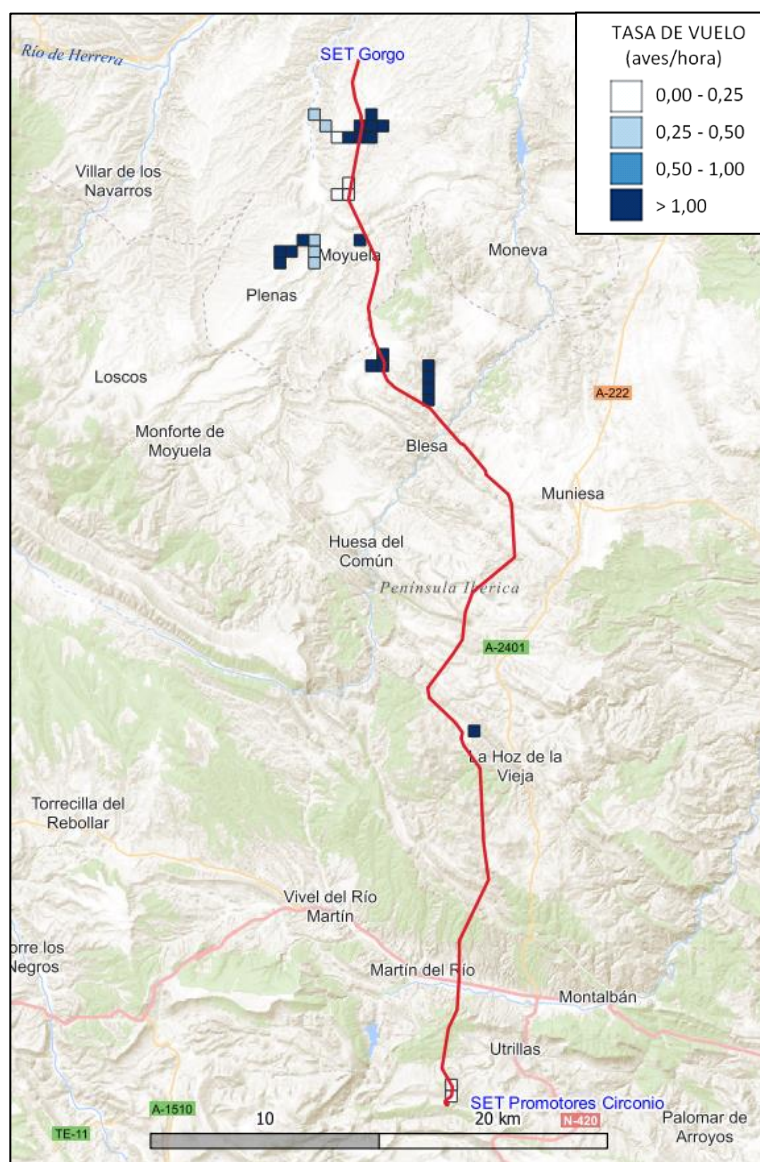 TASA DE VUELO
(aves/hora)
0,00 - 0,25
0,25 - 0,50
0,50 - 1,00
> 1,00
Río de Herrera
SET Gorgo
Villar de los
Navarros
Moyuela
Moneva
Plenas
Loscos
A-222
Monforte de
Moyuela
Blesa
Muniesa
Huesa del
Común
Península Ibérica
A-2401
La Hoz de la
Vieja
Torrecilla del
Rebollar
Vivel del Río
Martín
orre los
Negros
Martín del Río
Montalbán
Utrillas
SET Promotores Circonio
A-1510
N-420
Palomar de
Arroyos
TE-11
10
20 km